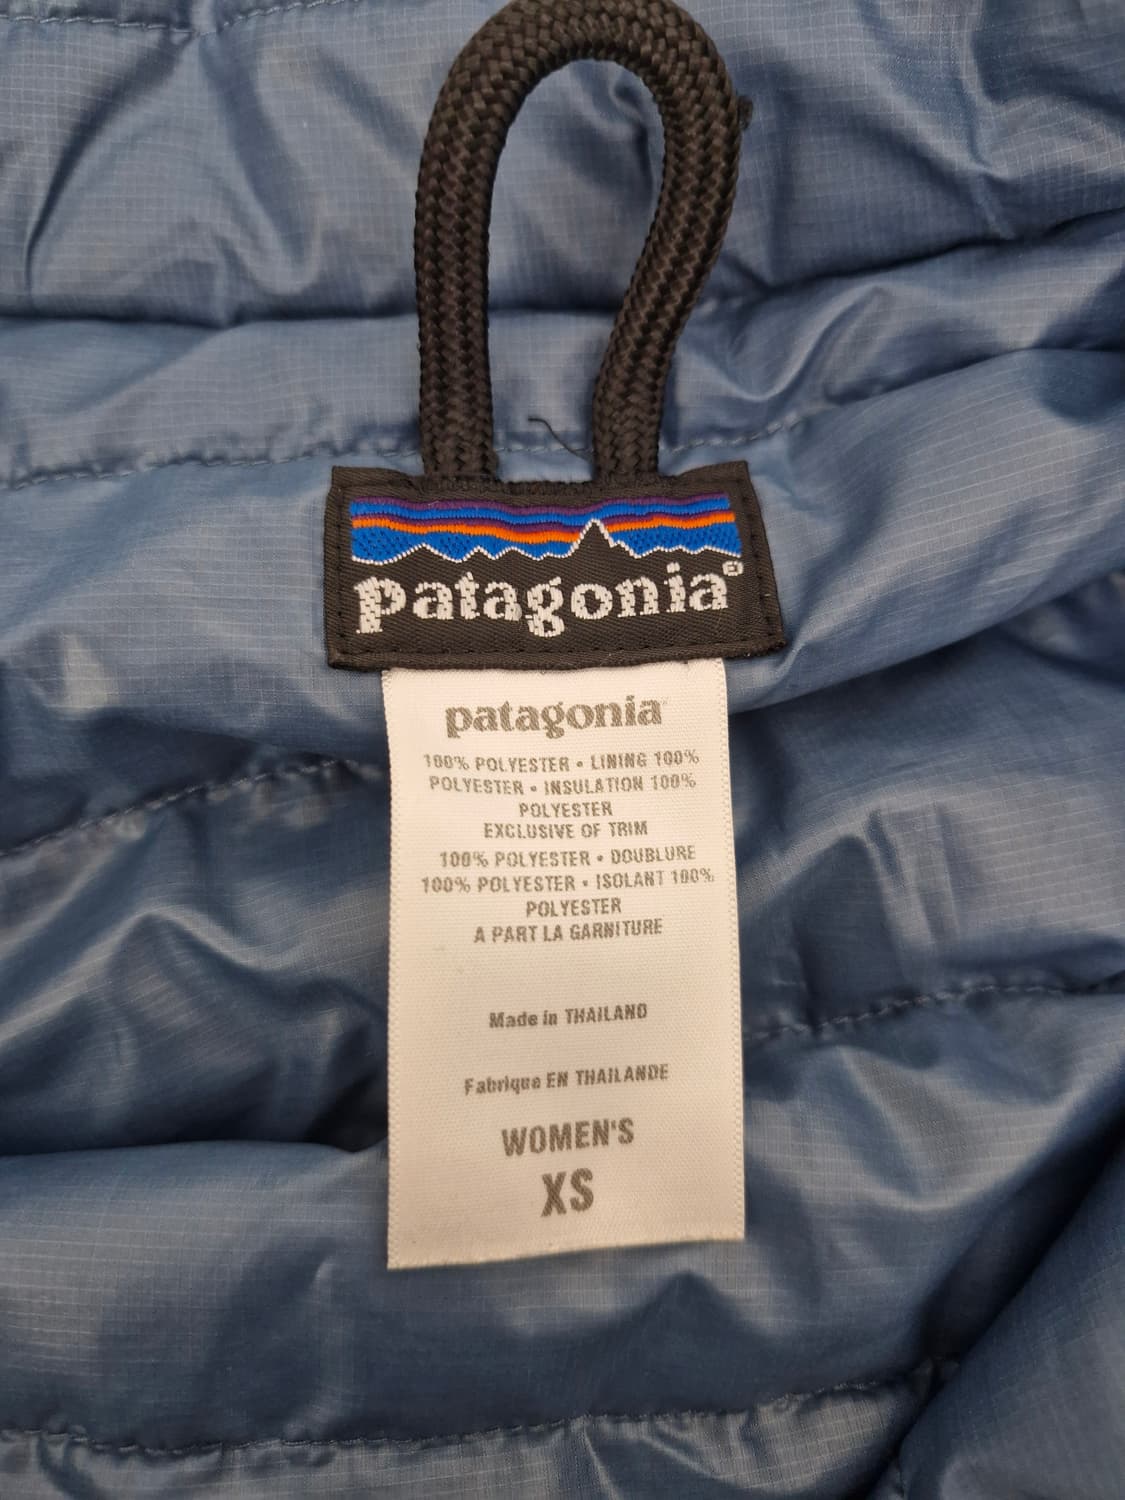 patagonia®
patagonia
100% POLYESTER • LINING 100%
POLYESTER • INSULATION 100%
POLYESTER
EXCLUSIVE OF TRIM
100% POLYESTER • DOUBLURE
100% POLYESTER • ISOLANT 100%
POLYESTER
A PART LA GARNITURE
Made in THAILAND
Fabrique EN THAILANDE
WOMEN'S
XS